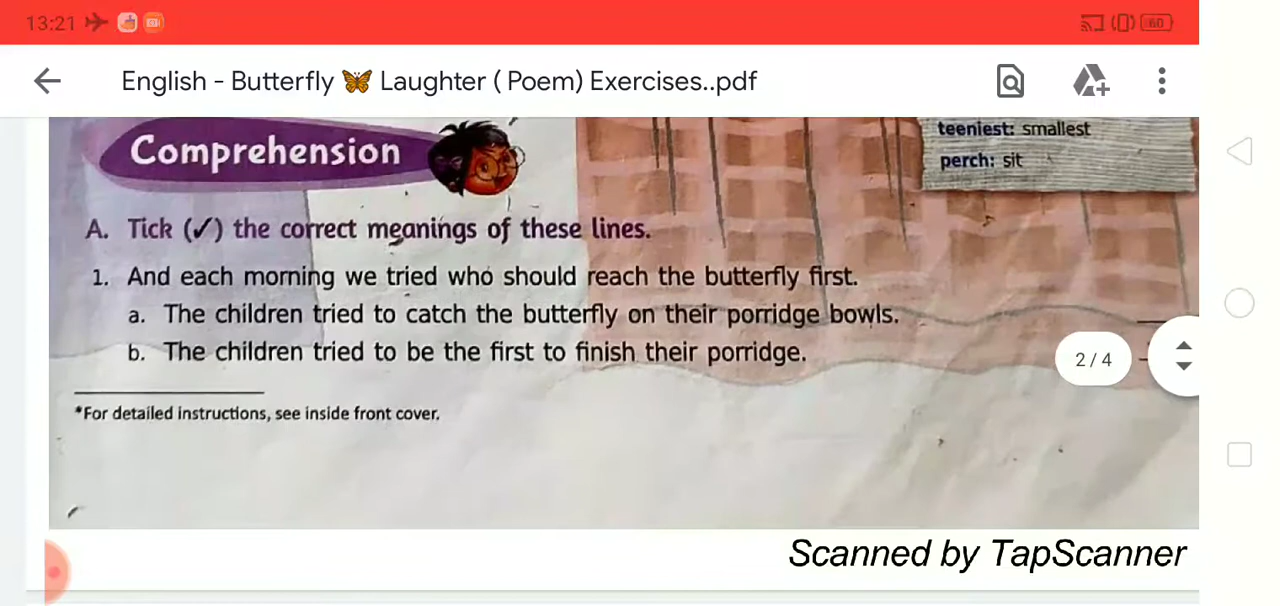 13:21
60
English - Butterfly 🦋 Laughter ( Poem) Exercises..pdf
teeniest: smallest
perch: sit
Comprehension
A. Tick (✓) the correct meanings of these lines.
1. And each morning we tried who should reach the butterfly first.
a. The children tried to catch the butterfly on their porridge bowls.
b. The children tried to be the first to finish their porridge.
2 / 4
*For detailed instructions, see inside front cover.
Scanned by TapScanner